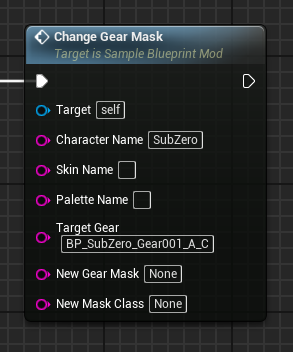 Change Gear Mask
Target is Sample Blueprint Mod
Target self
Character Name SubZero
Skin Name
Palette Name
Target Gear
BP_SubZero_Gear001_A_C
New Gear Mask None
New Mask Class None